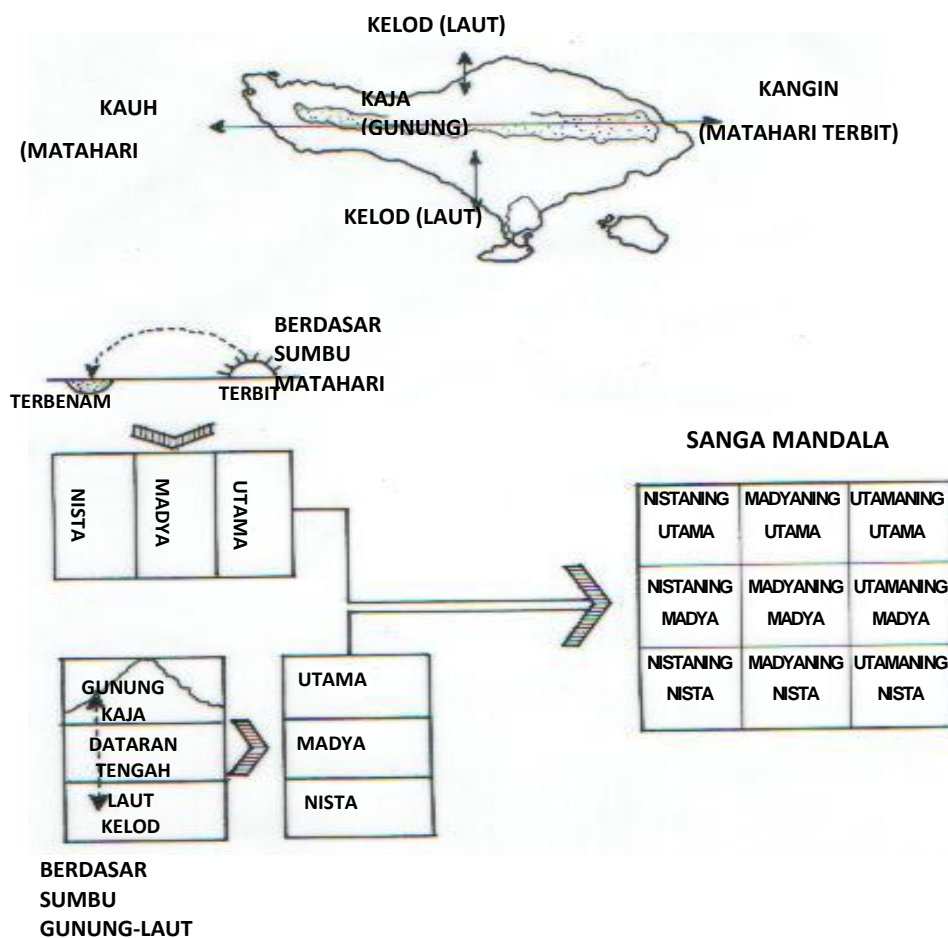 KELOD (LAUT)
KAUH
(MATAHARI
KAJA
(GUNUNG)
KANGIN
(MATAHARI TERBIT)
KELOD (LAUT)
BERDASAR
SUMBU
MATAHARI
TERBENAM
TERBIT
NISTA
MADYA
UTAMA
SANGA MANDALA
NISTANING
UTAMA
MADYANING
UTAMA
UTAMANING
UTAMA
NISTANING
MADYA
MADYANING
MADYA
UTAMANING
MADYA
NISTANING
NISTA
MADYANING
NISTA
UTAMANING
NISTA
GUNUNG
KAJA
DATARAN
TENGAH
LAUT
KELOD
UTAMA
MADYA
NISTA
BERDASAR
SUMBU
GUNUNG-LAUT